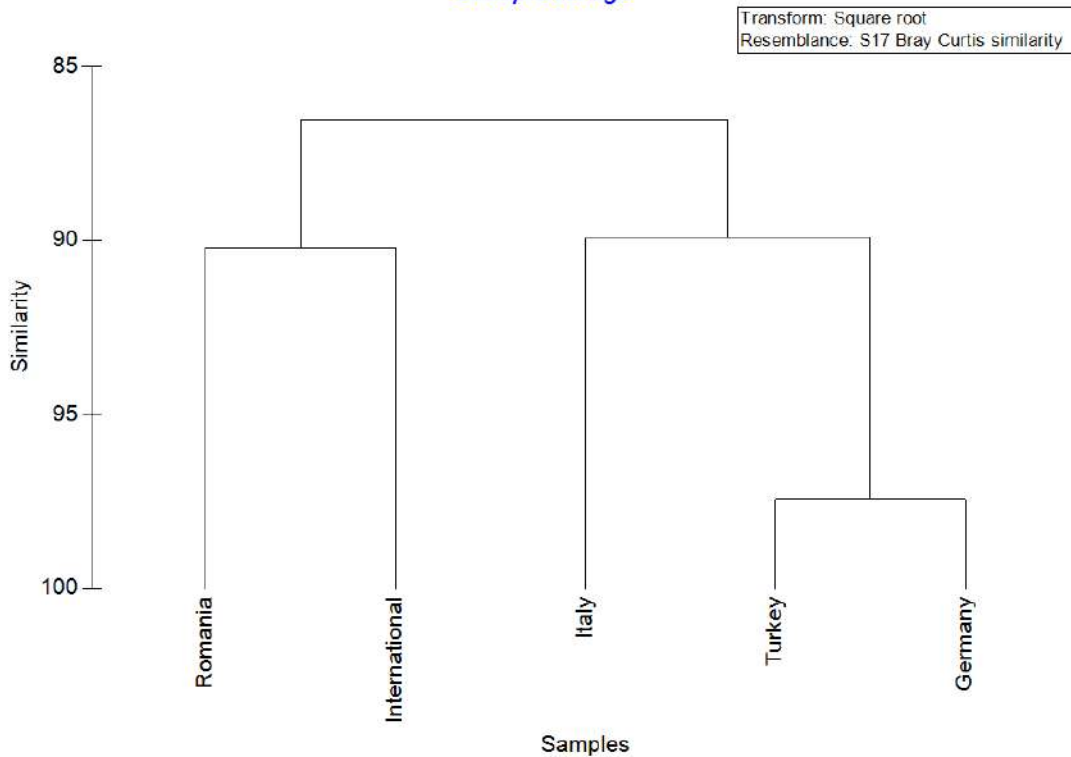 Transform: Square root
Resemblance: S17 Bray Curtis similarity
85
90
95
100
Similarity
Romania
International
Italy
Turkey
Germany
Samples